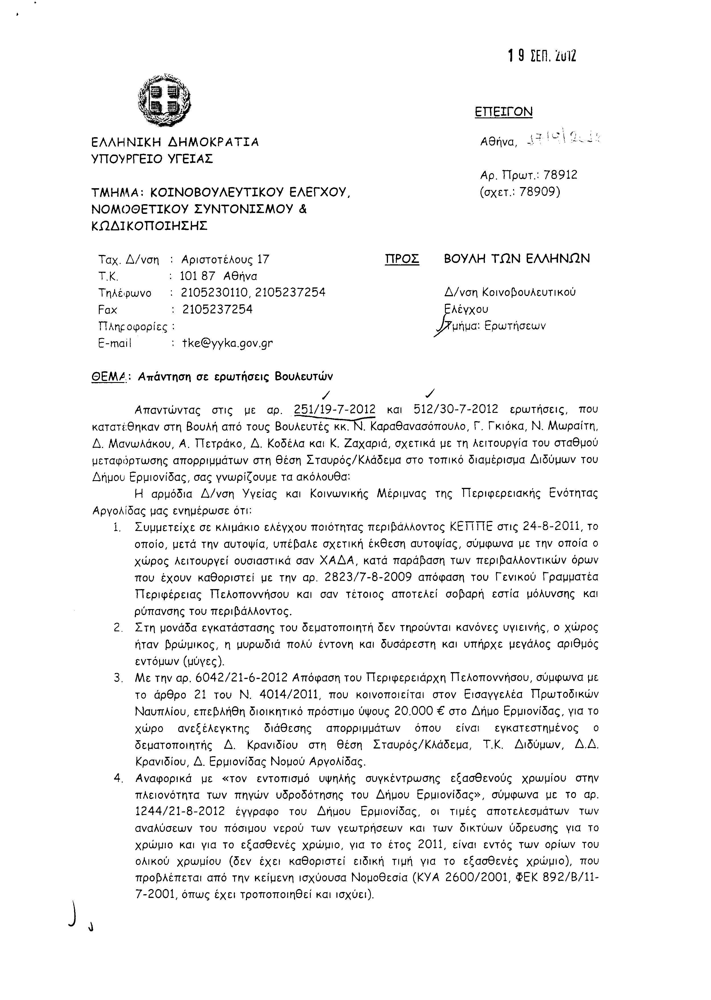 19 ΣΕΠ. 2012
ΕΠΕΙΓΟΝ
ΕΛΛΗΝΙΚΗ ΔΗΜΟΚΡΑΤΙΑ
ΥΠΟΥΡΓΕΙΟ ΥΓΕΙΑΣ
Αθήνα, 17/9/2012
Αρ. Πρωτ.: 78912
(σχετ.: 78909)
ΤΜΗΜΑ: ΚΟΙΝΟΒΟΥΛΕΥΤΙΚΟΥ ΕΛΕΓΧΟΥ,
ΝΟΜΟΘΕΤΙΚΟΥ ΣΥΝΤΟΝΙΣΜΟΥ &
ΚΩΔΙΚΟΠΟΙΗΣΗΣ
Ταχ. Δ/νση : Αριστοτέλους 17
Τ.Κ. : 101 87 Αθήνα
Τηλέφωνο : 2105230110, 2105237254
Fax : 2105237254
Πληροφορίες :
E-mail : tke@yyka.gov.gr
ΠΡΟΣ ΒΟΥΛΗ ΤΩΝ ΕΛΛΗΝΩΝ
Δ/νση Κοινοβουλευτικού
Ελέγχου
Τμήμα: Ερωτήσεων
ΘΕΜΑ: Απάντηση σε ερωτήσεις Βουλευτών
Απαντώντας στις με αρ. 251/19-7-2012 και 512/30-7-2012 ερωτήσεις, που
κατατέθηκαν στη Βουλή από τους Βουλευτές κκ. Ν. Καραθανασόπουλο, Γ. Γκιόκα, Ν. Μωραίτη,
Δ. Μανωλάκου, Α. Πετράκο, Δ. Κοδέλα και Κ. Ζαχαριά, σχετικά με τη λειτουργία του σταθμού
μεταφόρτωσης απορριμμάτων στη θέση Σταυρός/Κλάδεμα στο τοπικό διαμέρισμα Διδύμων του
Δήμου Ερμιονίδας, σας γνωρίζουμε τα ακόλουθα:
Η αρμόδια Δ/νση Υγείας και Κοινωνικής Μέριμνας της Περιφερειακής Ενότητας
Αργολίδας μας ενημέρωσε ότι:
1. Συμμετείχε σε κλιμάκιο ελέγχου ποιότητας περιβάλλοντος ΚΕΠΠΕ στις 24-8-2011, το
οποίο, μετά την αυτοψία, υπέβαλε σχετική έκθεση αυτοψίας, σύμφωνα με την οποία ο
χώρος λειτουργεί ουσιαστικά σαν ΧΑΔΑ, κατά παράβαση των περιβαλλοντικών όρων
που έχουν καθοριστεί με την αρ. 2823/7-8-2009 απόφαση του Γενικού Γραμματέα
Περιφέρειας Πελοποννήσου και σαν τέτοιος αποτελεί σοβαρή εστία μόλυνσης και
ρύπανσης του περιβάλλοντος.
2. Στη μονάδα εγκατάστασης του δεματοποιητή δεν τηρούνται κανόνες υγιεινής, ο χώρος
ήταν βρώμικος, η μυρωδιά πολύ έντονη και δυσάρεστη και υπήρχε μεγάλος αριθμός
εντόμων (μύγες).
3. Με την αρ. 6042/21-6-2012 Απόφαση του Περιφερειάρχη Πελοποννήσου, σύμφωνα με
το άρθρο 21 του Ν. 4014/2011, που κοινοποιείται στον Εισαγγελέα Πρωτοδικών
Ναυπλίου, επεβλήθη διοικητικό πρόστιμο ύψους 20.000 € στο Δήμο Ερμιονίδας, για το
χώρο ανεξέλεγκτης διάθεσης απορριμμάτων όπου είναι εγκατεστημένος ο
δεματοποιητής Δ. Κρανιδίου στη θέση Σταυρός/Κλάδεμα, Τ.Κ. Διδύμων, Δ.Δ.
Κρανιδίου, Δ. Ερμιονίδας Νομού Αργολίδας.
4. Αναφορικά με «τον εντοπισμό υψηλής συγκέντρωσης εξασθενούς χρωμίου στην
πλειονότητα των πηγών υδροδότησης του Δήμου Ερμιονίδας», σύμφωνα με το αρ.
1244/21-8-2012 έγγραφο του Δήμου Ερμιονίδας, οι τιμές αποτελεσμάτων των
αναλύσεων του πόσιμου νερού των γεωτρήσεων και των δικτύων ύδρευσης για το
χρώμιο και για το εξασθενές χρώμιο, για το έτος 2011, είναι εντός των ορίων του
ολικού χρωμίου (δεν έχει καθοριστεί ειδική τιμή για το εξασθενές χρώμιο), που
προβλέπεται από την κείμενη ισχύουσα Νομοθεσία (ΚΥΑ 2600/2001, ΦΕΚ 892/Β/11-
7-2001, όπως έχει τροποποιηθεί και ισχύει).